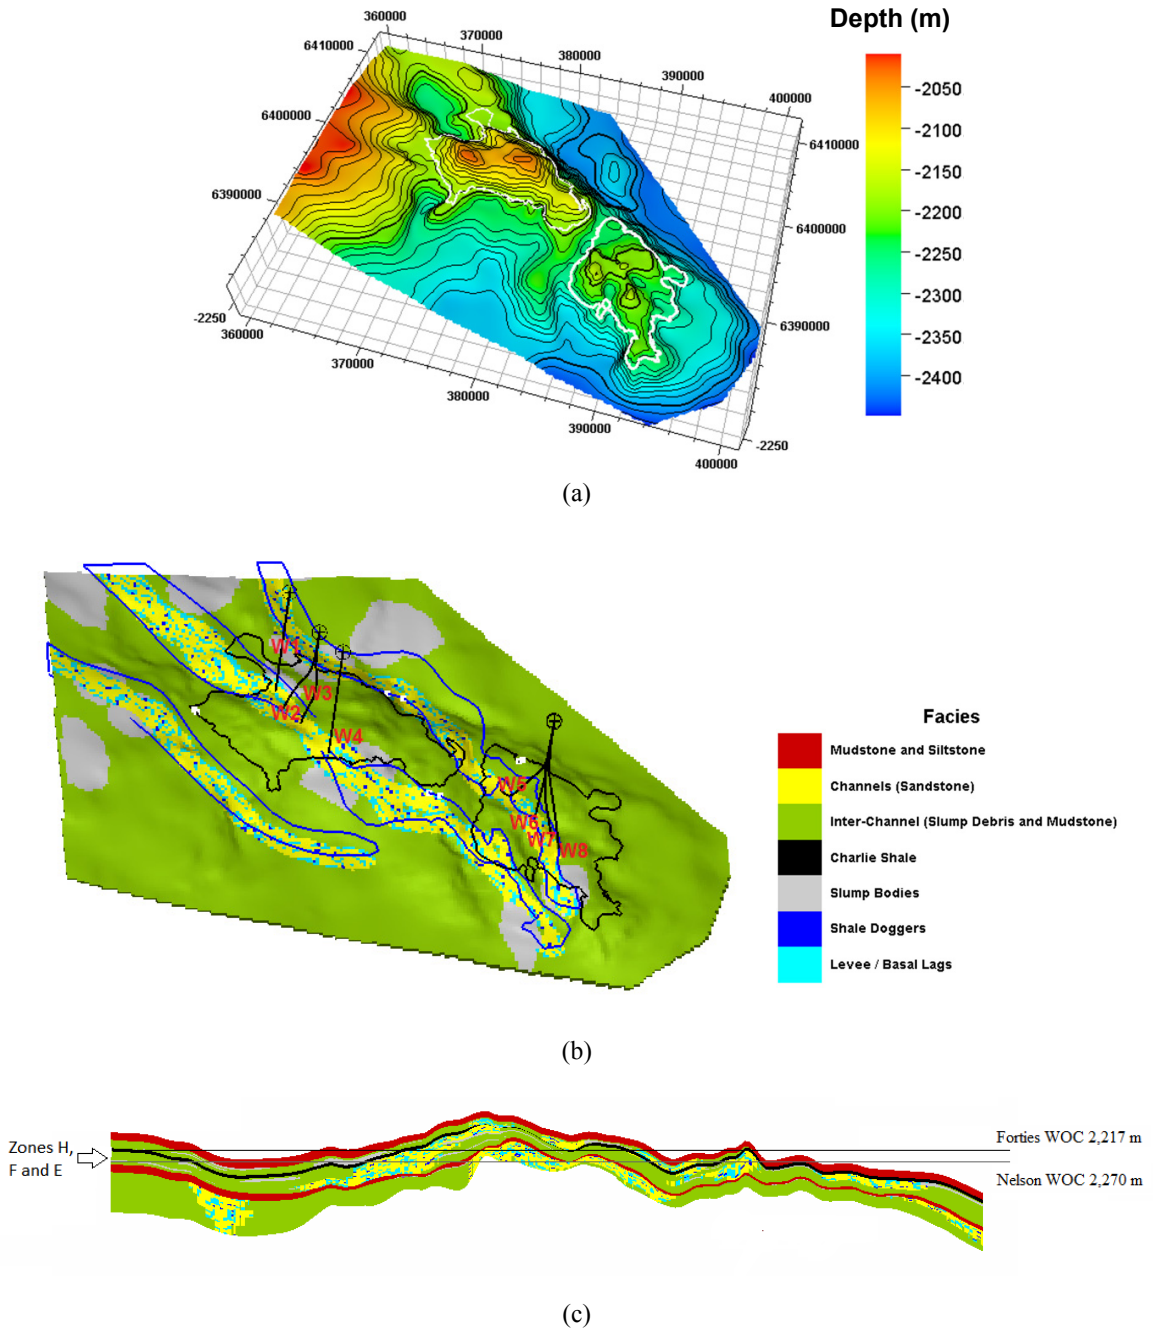 Depth (m)
360000
370000
380000
390000
400000
6410000
6400000
6390000
6410000
6400000
6390000
-2250
360000
370000
380000
390000
400000
-2250
-2050
-2100
-2150
-2200
-2250
-2300
-2350
-2400
(a)
W1
W3
W2
W4
W5
W6
W7
W8
Facies
Mudstone and Siltstone
Channels (Sandstone)
Inter-Channel (Slump Debris and Mudstone)
Charlie Shale
Slump Bodies
Shale Doggers
Levee / Basal Lags
(b)
Zones H,
F and E
Forties WOC 2,217 m
Nelson WOC 2,270 m
(c)